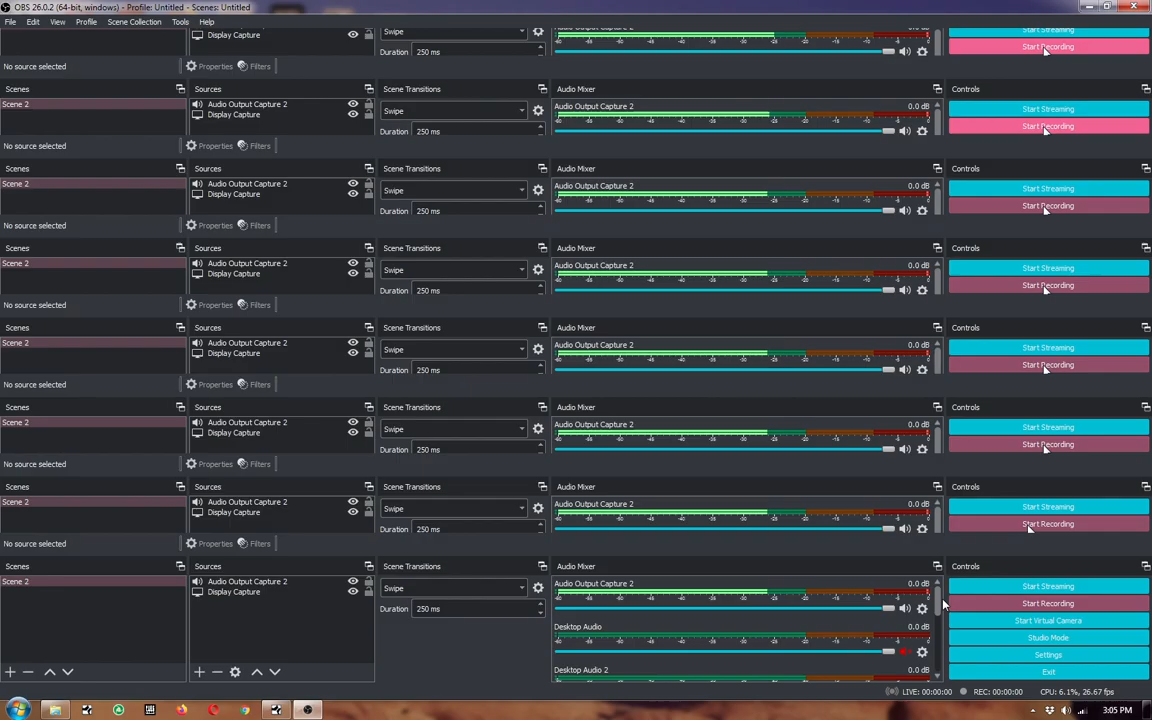 OBS 26.0.2 (64-bit, windows) - Profile: Untitled - Scenes: Untitled
File Edit View Profile Scene Collection Tools Help
Display Capture Swipe Start Streaming
Duration 250 ms Start Recording
No source selected Properties Filters
Scenes Sources Scene Transitions Audio Mixer Controls
Scene 2 Audio Output Capture 2 Swipe Audio Output Capture 2 0.0 dB Start Streaming
Display Capture
Duration 250 ms Start Recording
No source selected Properties Filters
Scenes Sources Scene Transitions Audio Mixer Controls
Scene 2 Audio Output Capture 2 Swipe Audio Output Capture 2 0.0 dB Start Streaming
Display Capture
Duration 250 ms Start Recording
No source selected Properties Filters
Scenes Sources Scene Transitions Audio Mixer Controls
Scene 2 Audio Output Capture 2 Swipe Audio Output Capture 2 0.0 dB Start Streaming
Display Capture
Duration 250 ms Start Recording
No source selected Properties Filters
Scenes Sources Scene Transitions Audio Mixer Controls
Scene 2 Audio Output Capture 2 Swipe Audio Output Capture 2 0.0 dB Start Streaming
Display Capture
Duration 250 ms Start Recording
No source selected Properties Filters
Scenes Sources Scene Transitions Audio Mixer Controls
Scene 2 Audio Output Capture 2 Swipe Audio Output Capture 2 0.0 dB Start Streaming
Display Capture
Duration 250 ms Start Recording
No source selected Properties Filters
Scenes Sources Scene Transitions Audio Mixer Controls
Scene 2 Audio Output Capture 2 Swipe Audio Output Capture 2 0.0 dB Start Streaming
Display Capture
Duration 250 ms Start Recording
No source selected Properties Filters
Scenes Sources Scene Transitions Audio Mixer Controls
Scene 2 Audio Output Capture 2 Swipe Audio Output Capture 2 0.0 dB Start Streaming
Display Capture
Duration 250 ms Start Recording
Desktop Audio 0.0 dB Start Virtual Camera
Studio Mode
Settings
Desktop Audio 2 0.0 dB Exit
LIVE: 00:00:00 REC: 00:00:00 CPU: 6.1%, 26.67 fps
3:05 PM